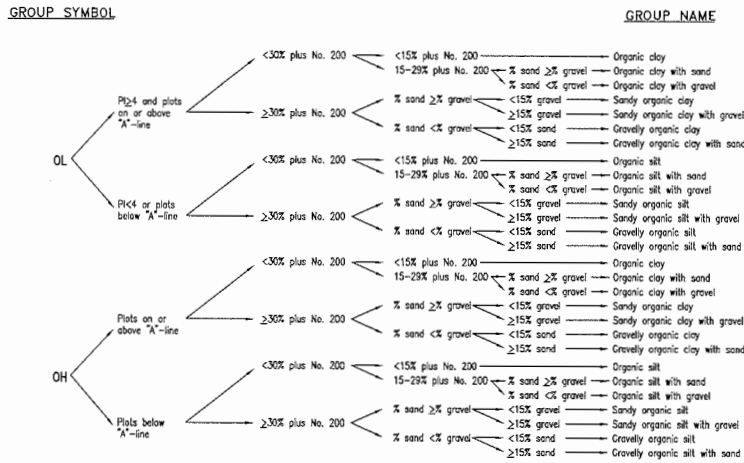 GROUP SYMBOL GROUP NAME
<30% plus No. 200 <15% plus No. 200 Organic clay
15-29% plus No. 200 % sand ≥% gravel Organic clay with sand
% sand <% gravel Organic clay with gravel
PI≥4 and plots
on or above
"A"-line
≥30% plus No. 200 % sand ≥% gravel <15% gravel Sandy organic clay
≥15% gravel Sandy organic clay with gravel
% sand <% gravel <15% sand Gravelly organic clay
≥15% sand Gravelly organic clay with sand
OL
<30% plus No. 200 <15% plus No. 200 Organic silt
15-29% plus No. 200 % sand ≥% gravel Organic silt with sand
% sand <% gravel Organic silt with gravel
PI<4 or plots
below "A"-line
≥30% plus No. 200 % sand ≥% gravel <15% gravel Sandy organic silt
≥15% gravel Sandy organic silt with gravel
% sand <% gravel <15% sand Gravelly organic silt
≥15% sand Gravelly organic silt with sand
<30% plus No. 200 <15% plus No. 200 Organic clay
15-29% plus No. 200 % sand ≥% gravel Organic clay with sand
% sand <% gravel Organic clay with gravel
Plots on or
above "A"-line
≥30% plus No. 200 % sand ≥% gravel <15% gravel Sandy organic clay
≥15% gravel Sandy organic clay with gravel
% sand <% gravel <15% sand Gravelly organic clay
≥15% sand Gravelly organic clay with sand
OH
<30% plus No. 200 <15% plus No. 200 Organic silt
15-29% plus No. 200 % sand ≥% gravel Organic silt with sand
% sand <% gravel Organic silt with gravel
Plots below
"A"-line
≥30% plus No. 200 % sand ≥% gravel <15% gravel Sandy organic silt
≥15% gravel Sandy organic silt with gravel
% sand <% gravel <15% sand Gravelly organic silt
≥15% sand Gravelly organic silt with sand